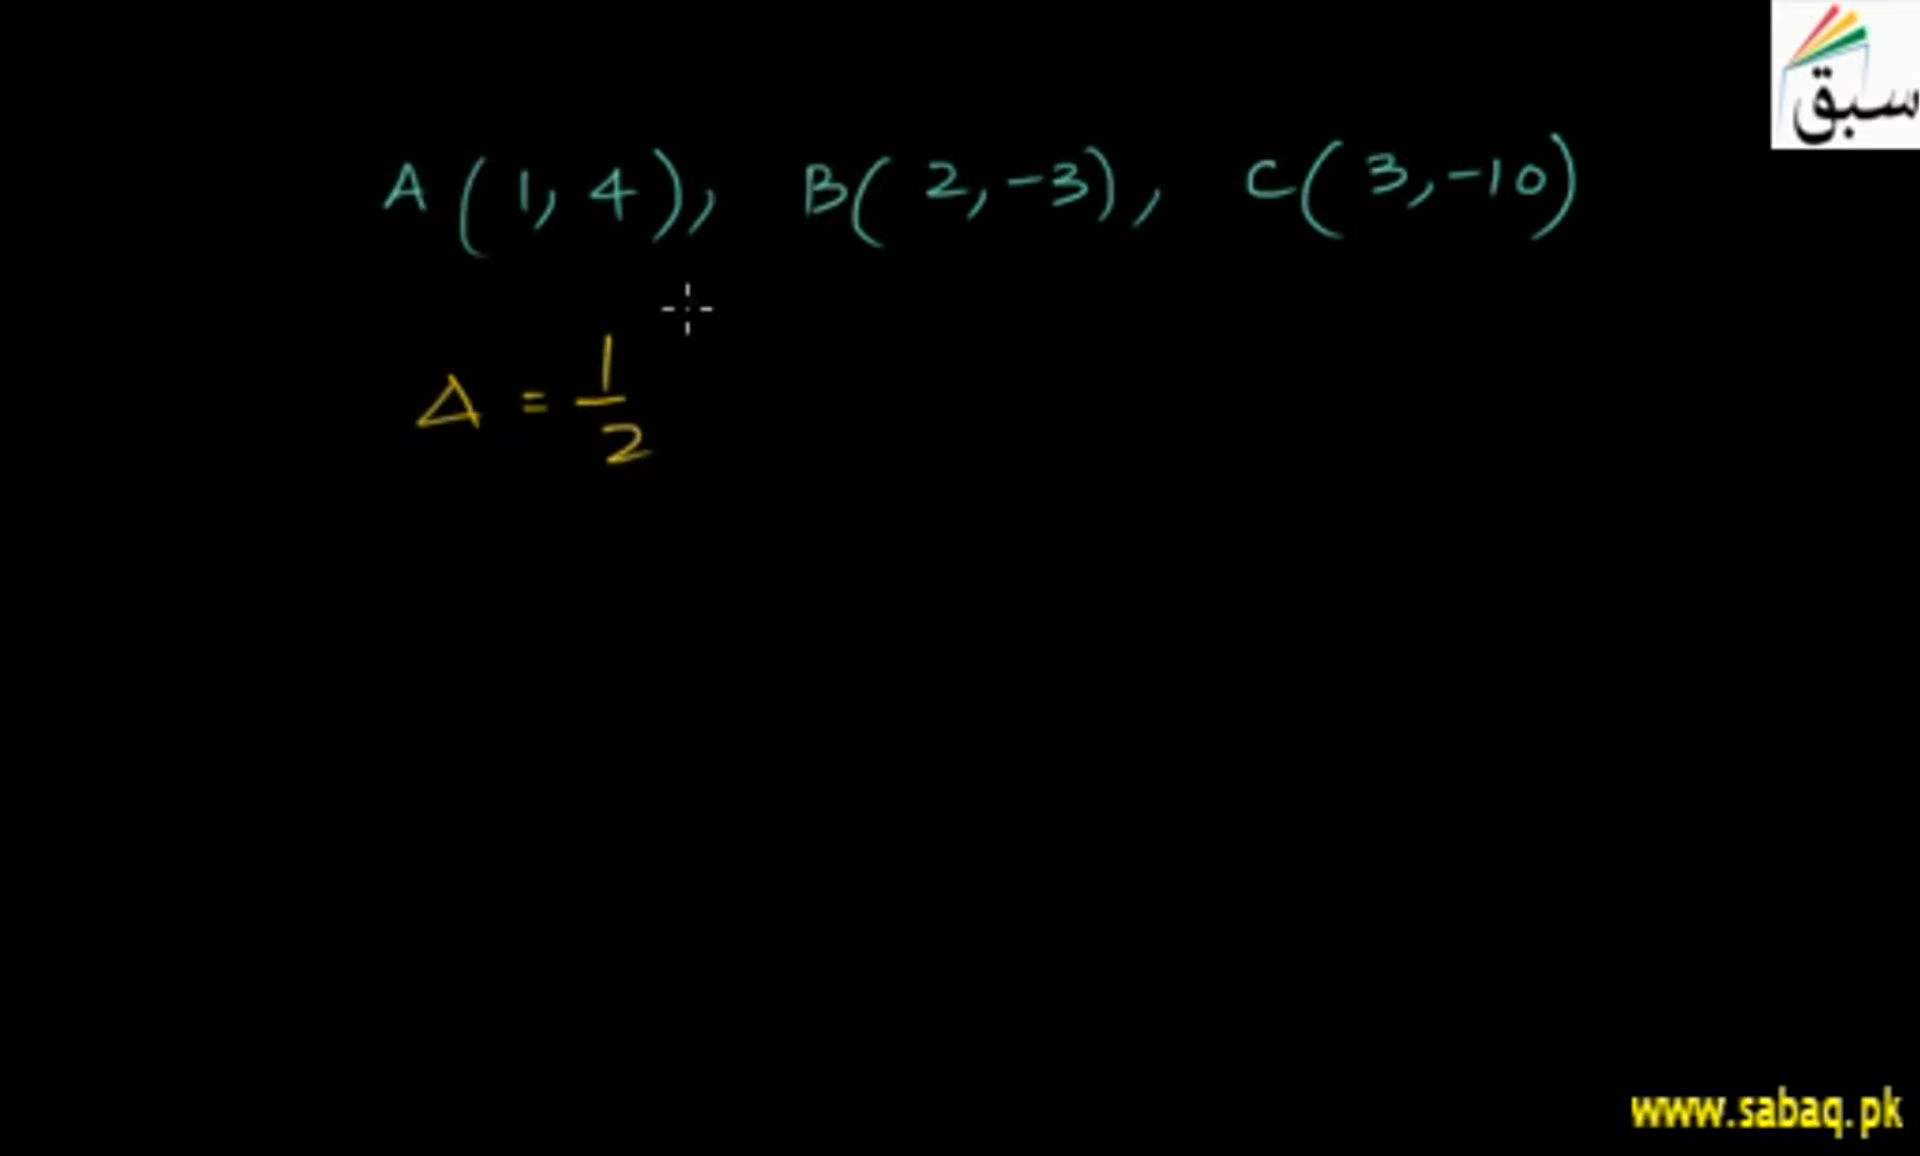 سبق
A(1,4), B(2,-3), C(3,-10)
Δ = 1/2
www.sabaq.pk